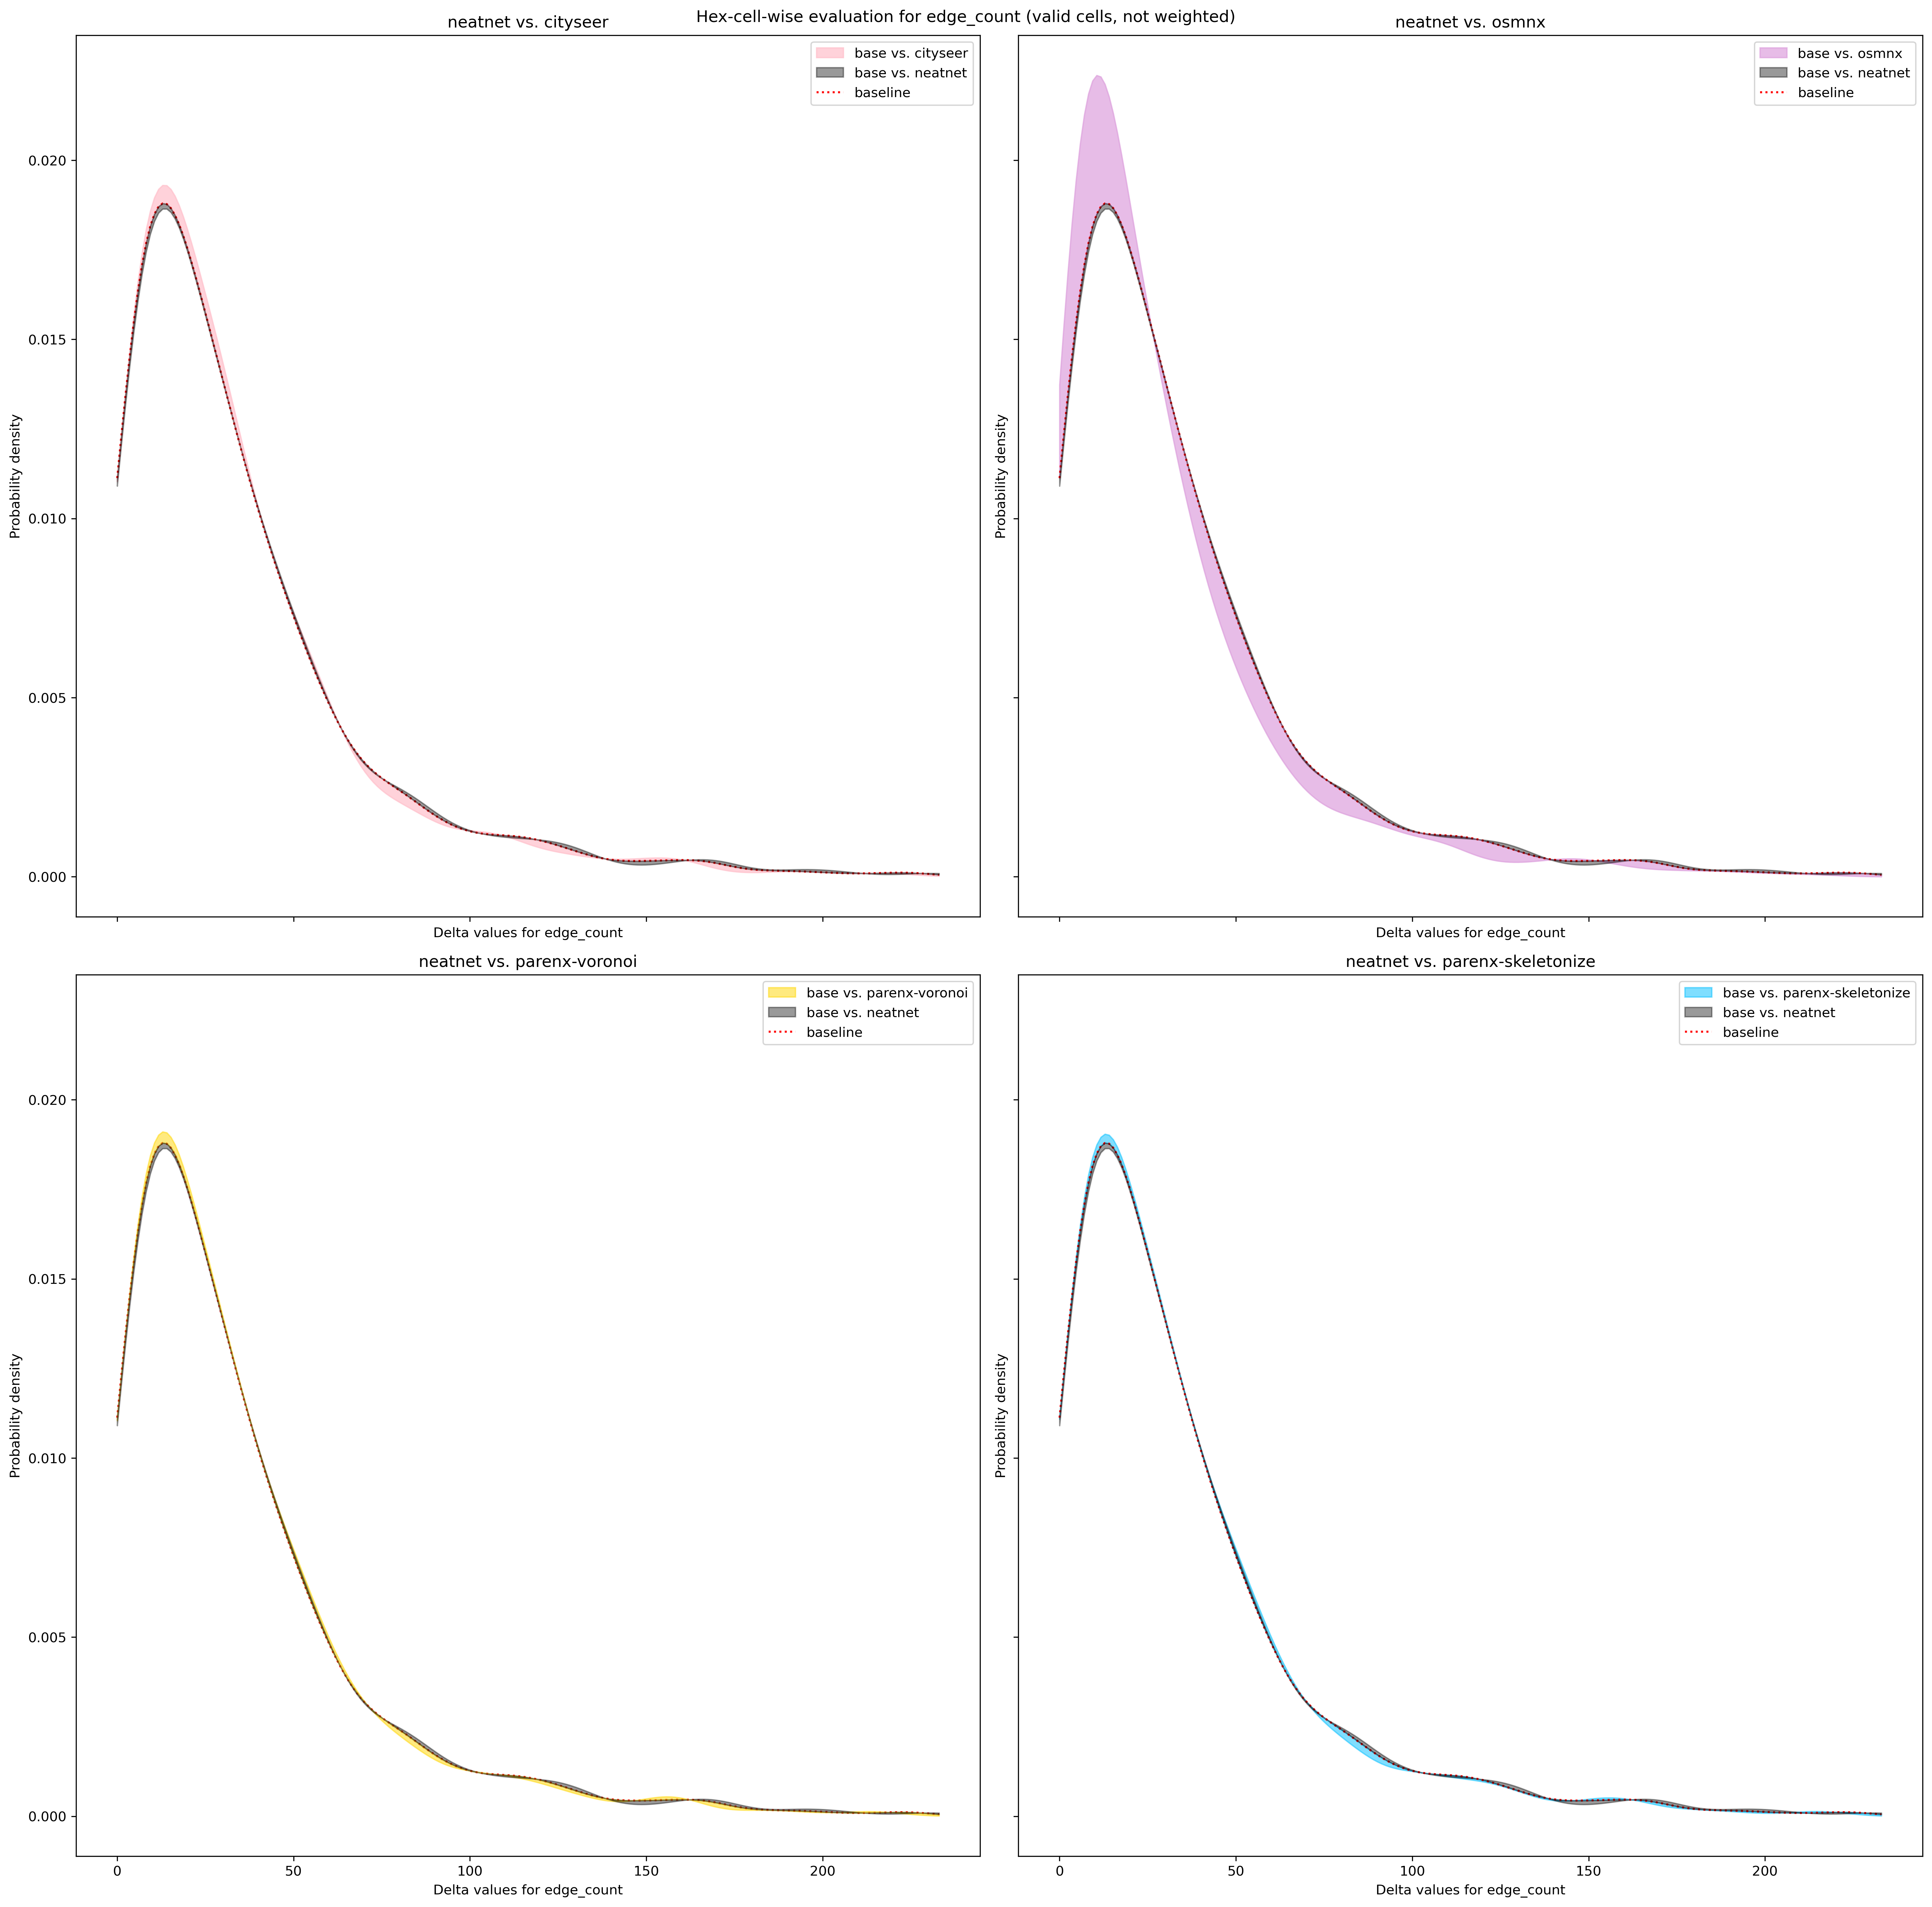 Hex-cell-wise evaluation for edge_count (valid cells, not weighted)
neatnet vs. cityseer
base vs. cityseer
base vs. neatnet
baseline
0.020
0.015
0.010
0.005
0.000
Probability density
Delta values for edge_count
neatnet vs. osmnx
base vs. osmnx
base vs. neatnet
baseline
Probability density
Delta values for edge_count
neatnet vs. parenx-voronoi
base vs. parenx-voronoi
base vs. neatnet
baseline
0.020
0.015
0.010
0.005
0.000
Probability density
0 50 100 150 200
Delta values for edge_count
neatnet vs. parenx-skeletonize
base vs. parenx-skeletonize
base vs. neatnet
baseline
Probability density
0 50 100 150 200
Delta values for edge_count